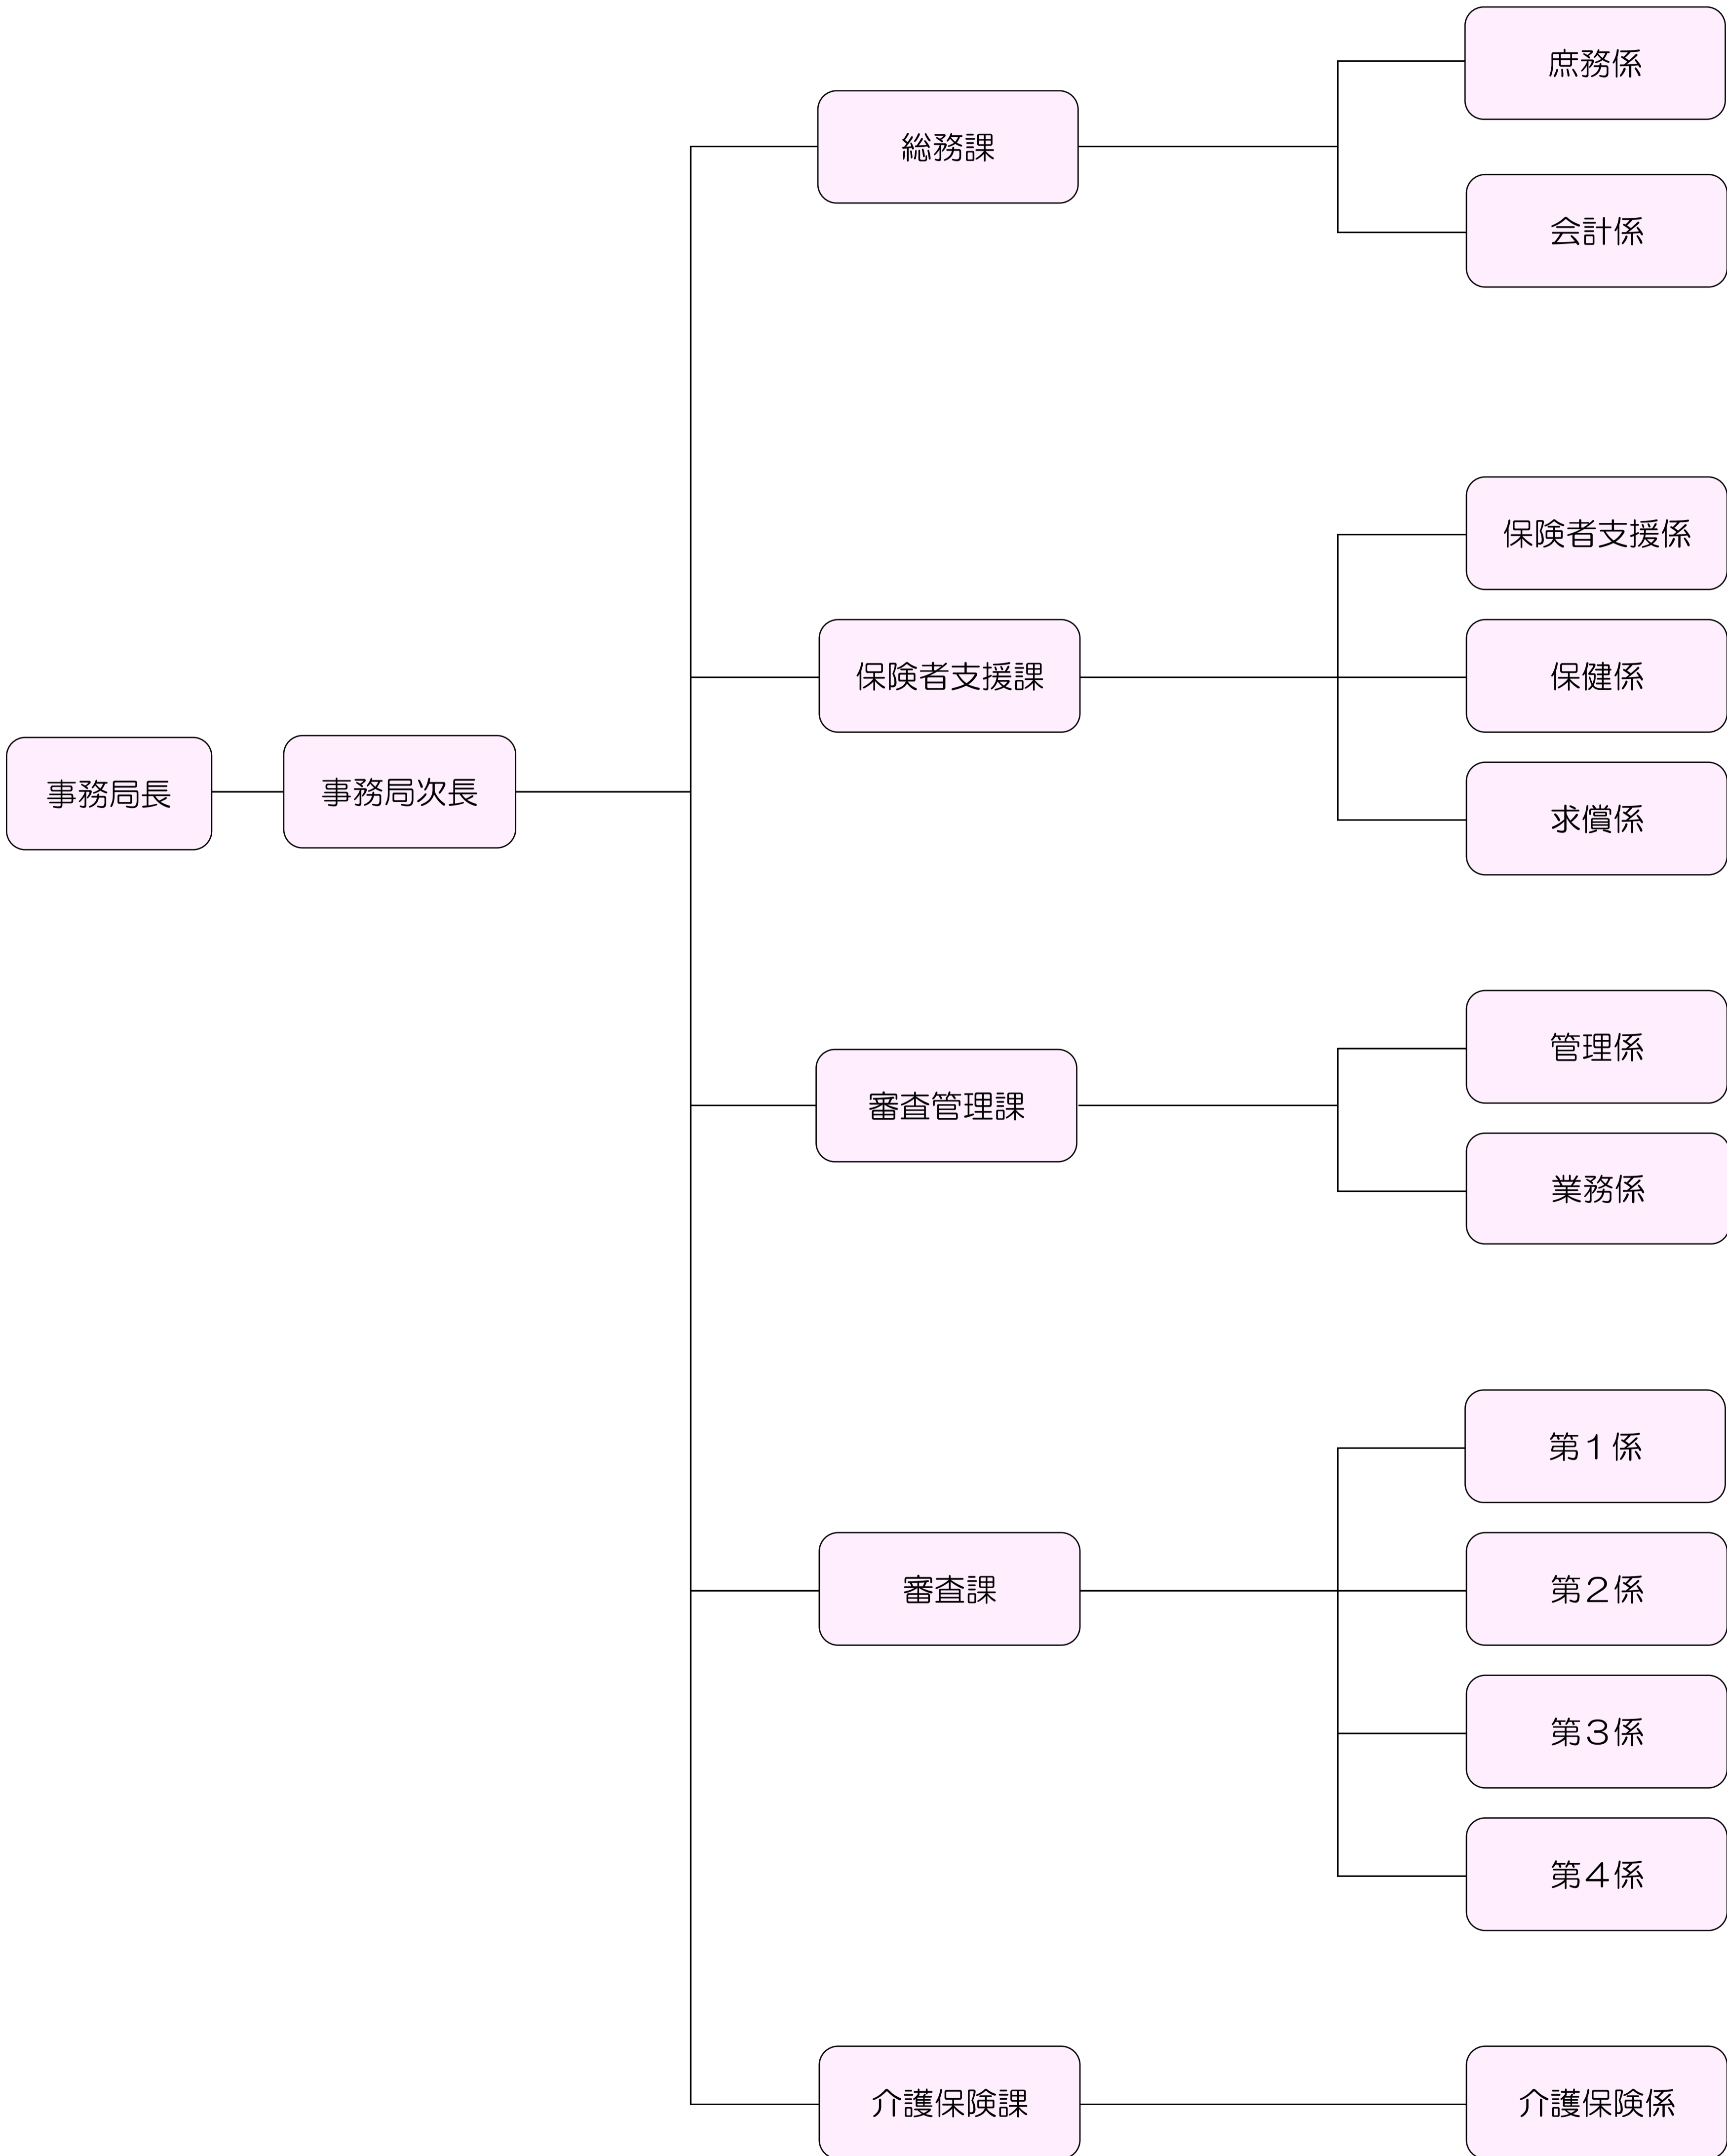 事務局長
事務局次長
総務課
庶務係
会計係
保険者支援課
保険者支援係
保健係
求償係
審査管理課
管理係
業務係
審査課
第１係
第２係
第３係
第４係
介護保険課
介護保険係